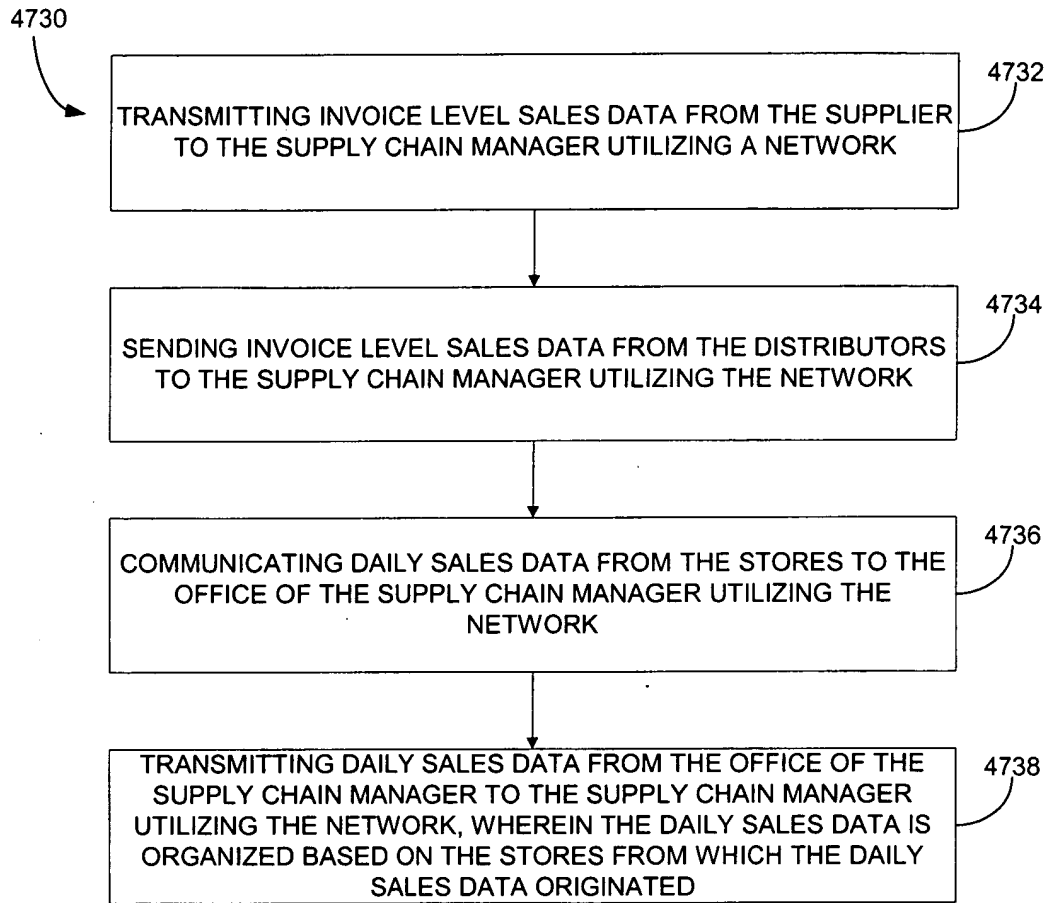 4730
4732
TRANSMITTING INVOICE LEVEL SALES DATA FROM THE SUPPLIER
TO THE SUPPLY CHAIN MANAGER UTILIZING A NETWORK
4734
SENDING INVOICE LEVEL SALES DATA FROM THE DISTRIBUTORS
TO THE SUPPLY CHAIN MANAGER UTILIZING THE NETWORK
4736
COMMUNICATING DAILY SALES DATA FROM THE STORES TO THE
OFFICE OF THE SUPPLY CHAIN MANAGER UTILIZING THE
NETWORK
4738
TRANSMITTING DAILY SALES DATA FROM THE OFFICE OF THE
SUPPLY CHAIN MANAGER TO THE SUPPLY CHAIN MANAGER
UTILIZING THE NETWORK, WHEREIN THE DAILY SALES DATA IS
ORGANIZED BASED ON THE STORES FROM WHICH THE DAILY
SALES DATA ORIGINATED